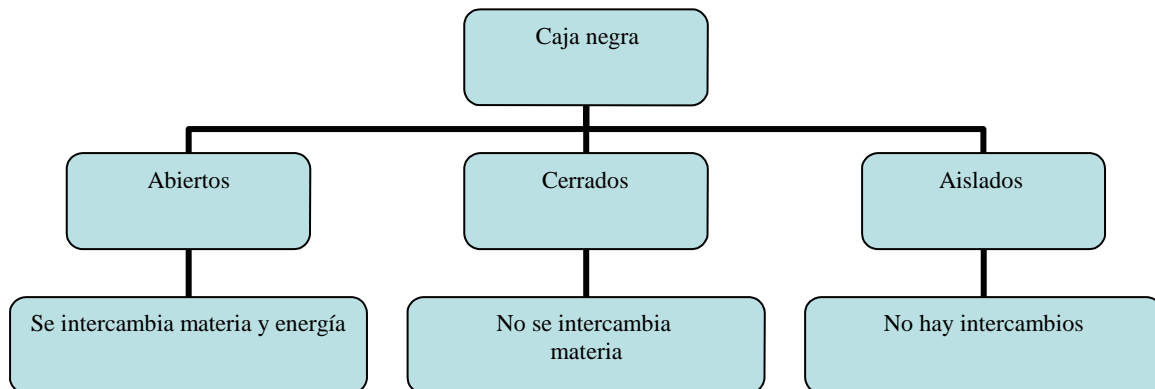 Caja negra
Abiertos
Cerrados
Aislados
Se intercambia materia y energía
No se intercambia
materia
No hay intercambios